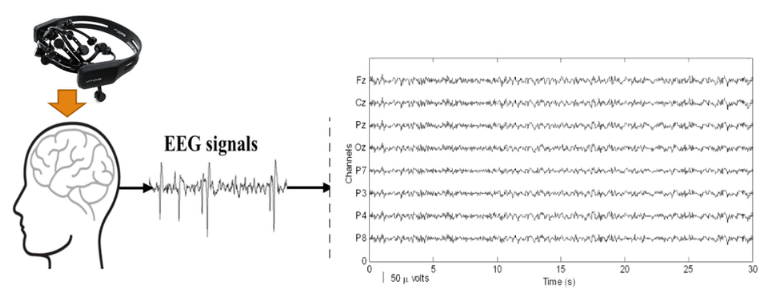 EEG signals
Channels
Fz
Cz
Pz
Oz
P7
P3
P4
P8
0
0 5 10 15 20 25 30
50 μ volts
Time (s)